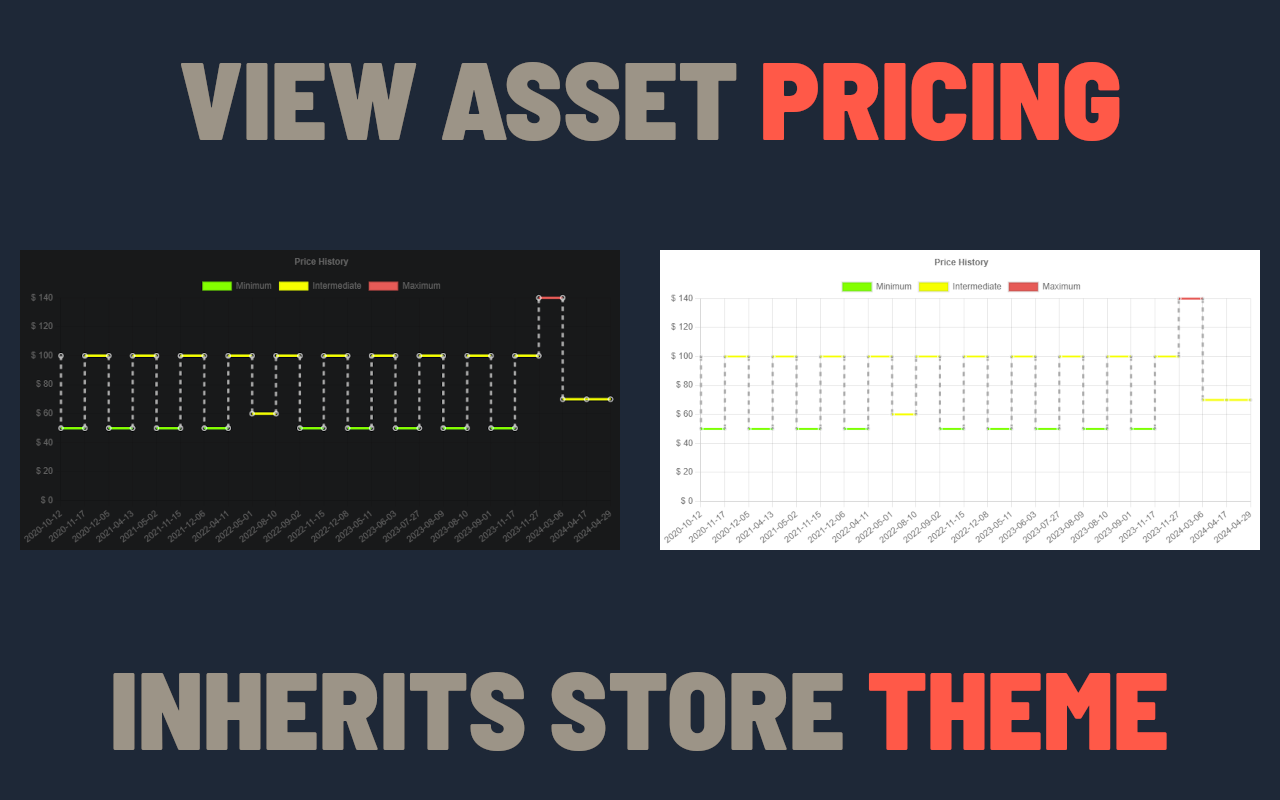 VIEW ASSET PRICING
Price History
Minimum Intermediate Maximum
$ 140
$ 120
$ 100
$ 80
$ 60
$ 40
$ 20
$ 0
2020-10-12 2020-11-17 2020-12-05 2021-04-13 2021-05-02 2021-11-15 2021-12-06 2022-04-11 2022-05-01 2022-08-10 2022-09-02 2022-11-15 2022-12-08 2023-05-11 2023-06-03 2023-07-27 2023-08-09 2023-08-10 2023-09-01 2023-11-17 2023-11-27 2024-03-06 2024-04-17 2024-04-29
Price History
Minimum Intermediate Maximum
$ 140
$ 120
$ 100
$ 80
$ 60
$ 40
$ 20
$ 0
2020-10-12 2020-11-17 2020-12-05 2021-04-13 2021-05-02 2021-11-15 2021-12-06 2022-04-11 2022-05-01 2022-08-10 2022-09-02 2022-11-15 2022-12-08 2023-05-11 2023-06-03 2023-07-27 2023-08-09 2023-08-10 2023-09-01 2023-11-17 2023-11-27 2024-03-06 2024-04-17 2024-04-29
INHERITS STORE THEME